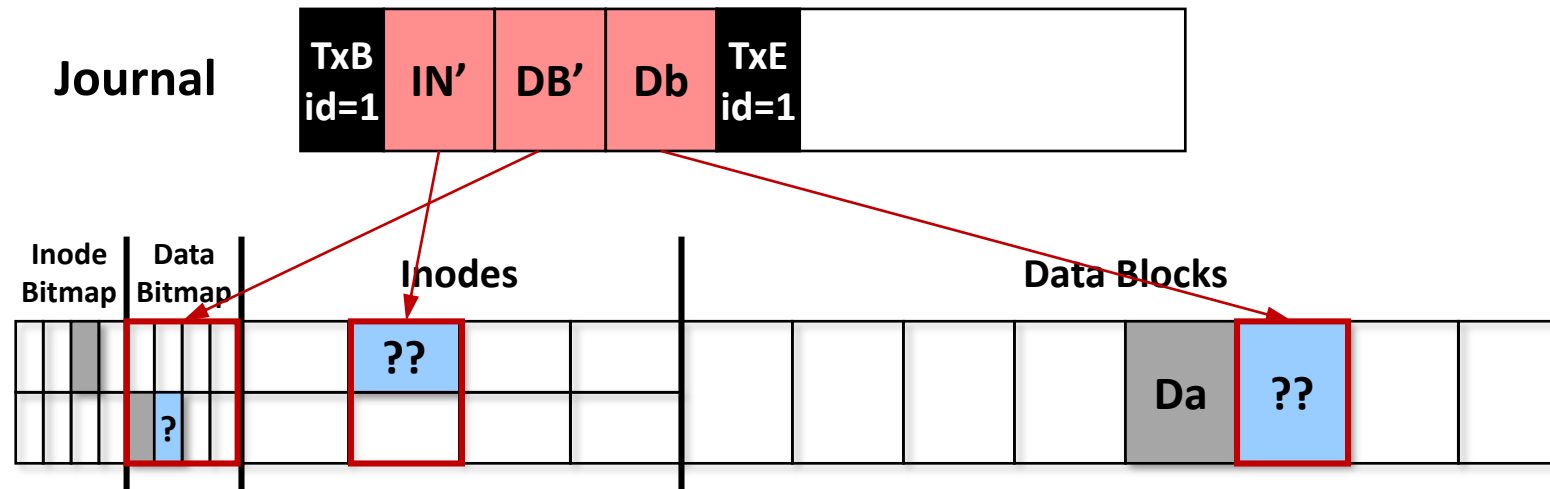 Journal
TxB
id=1
IN’
DB’
Db
TxE
id=1
Inode
Bitmap
Data
Bitmap
Inodes
Data Blocks
??
?
Da
??